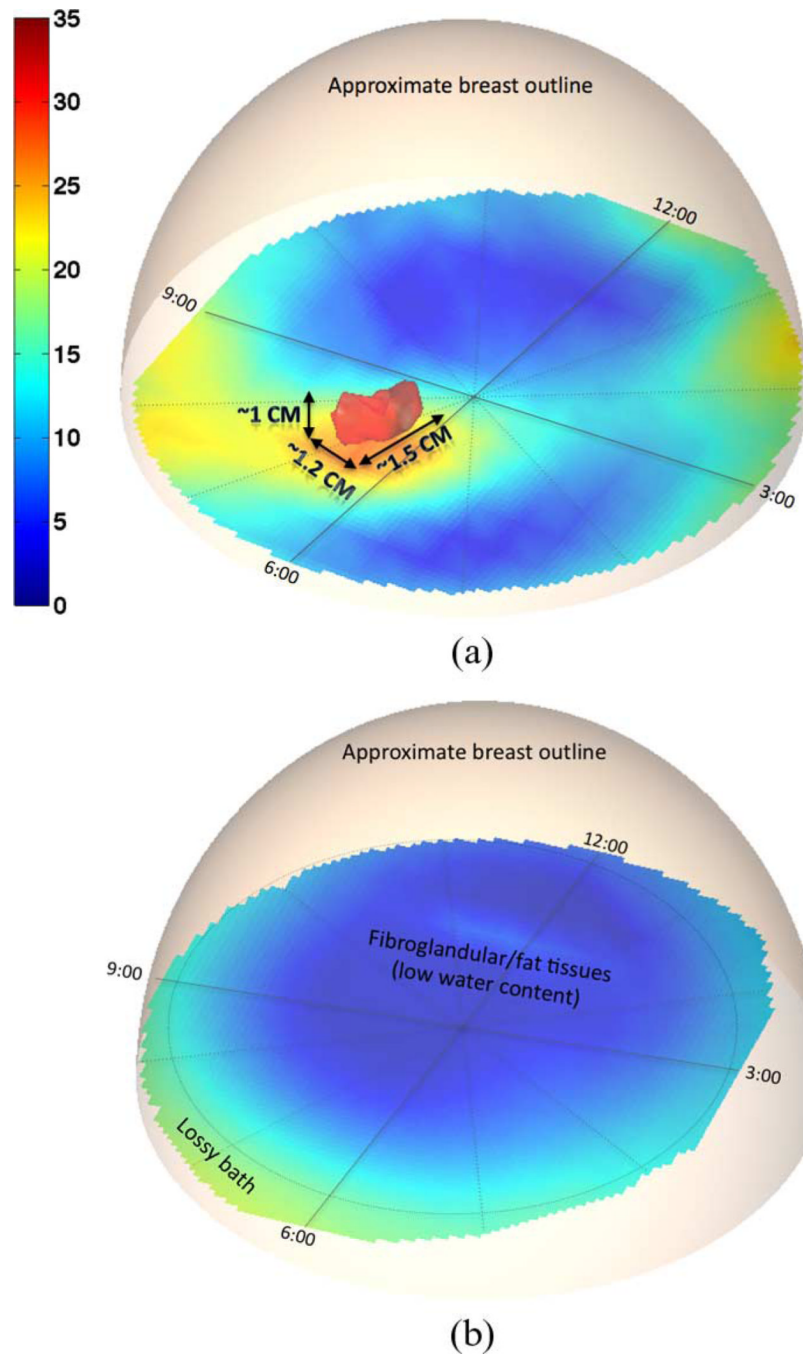 35
30
25
20
15
10
5
0
Approximate breast outline
12:00
9:00
~1 CM
~1.2 CM
~1.5 CM
3:00
6:00
(a)
Approximate breast outline
12:00
Fibroglandular/fat tissues
(low water content)
9:00
3:00
Lossy bath
6:00
(b)